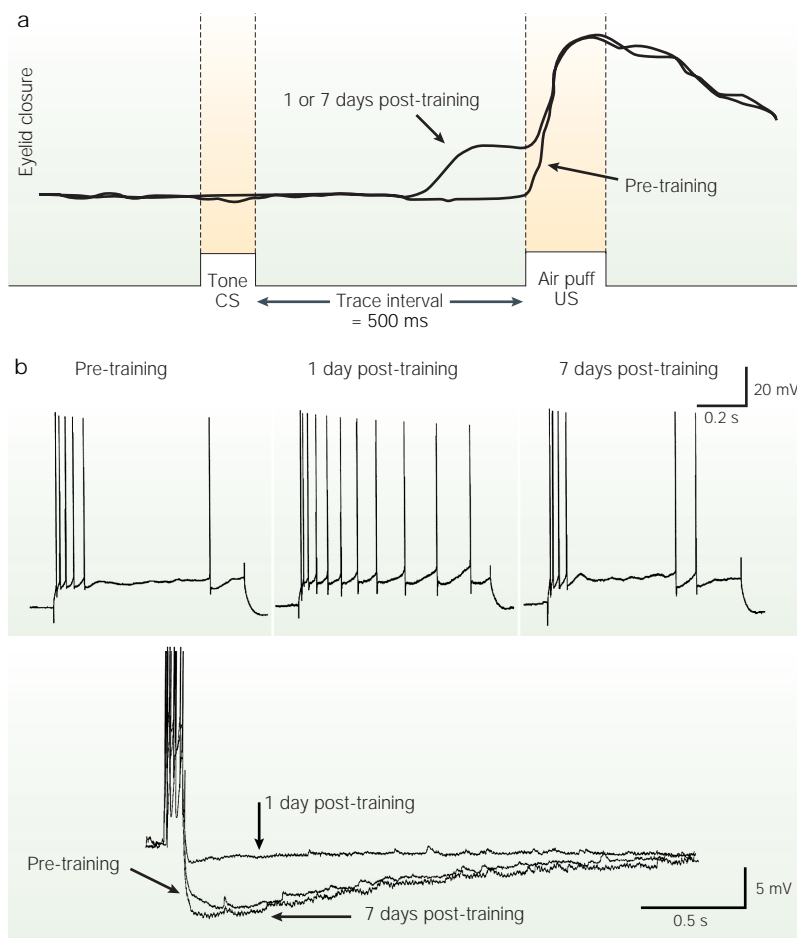 a
Eyelid closure
1 or 7 days post-training
Pre-training
Tone
CS
Trace interval
= 500 ms
Air puff
US
b
Pre-training
1 day post-training
7 days post-training
20 mV
0.2 s
1 day post-training
Pre-training
7 days post-training
5 mV
0.5 s